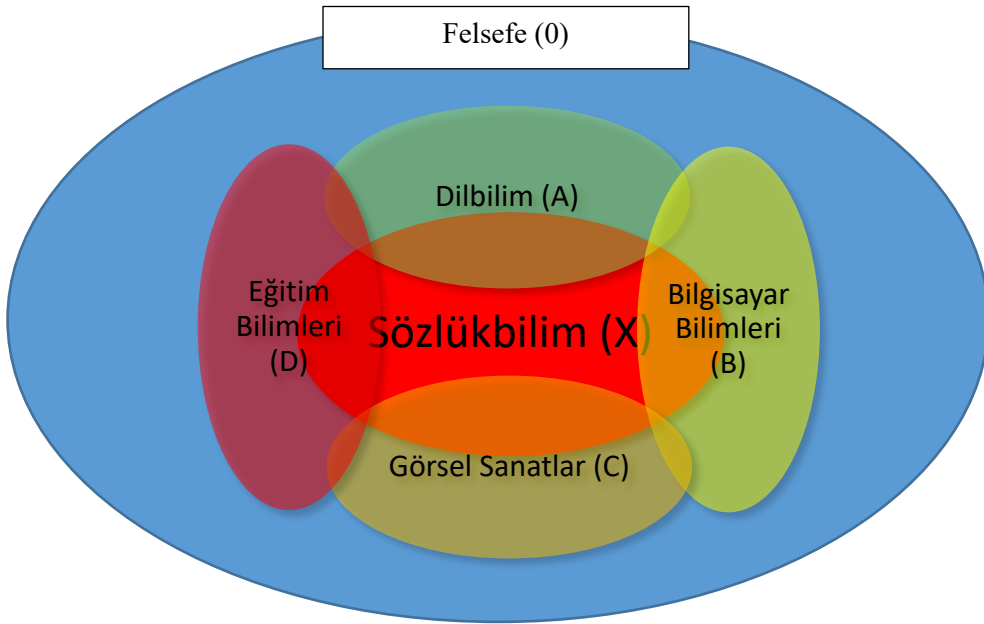 Felsefe (0)
Dilbilim (A)
Eğitim
Bilimleri
(D)
Sözlükbilim (X)
Bilgisayar
Bilimleri
(B)
Görsel Sanatlar (C)